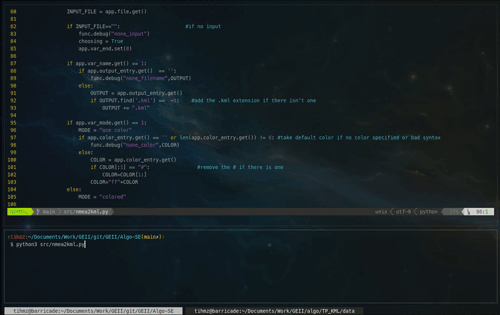 80 INPUT_FILE = app.file.get()
81
82 if INPUT_FILE=="": #if no input
83 func.debug("none_input")
84 choosing = True
85 app.var_end.set(0)
86
87 if app.var_name.get() == 1:
88 if app.output_entry.get() == '':
89 func.debug("none_filename",OUTPUT)
90 else:
91 OUTPUT = app.output_entry.get()
92 if OUTPUT.find('.kml') == -1: #add the .kml extension if there isn't one
93 OUTPUT += ".kml"
94
95 if app.var_mode.get() == 1:
96 MODE = "one color"
97 if app.color_entry.get() == '' or len(app.color_entry.get()) != 6: #take default color if no color specified or bad syntax
98 func.debug("none_color",COLOR)
99 else:
100 COLOR = app.color_entry.get()
101 if COLOR[:1] == "#": #remove the # if there is one
102 COLOR=COLOR[1:]
103 COLOR="ff"+COLOR
104 else:
105 MODE = "colored"
106
main src/nmea2kml.py unix utf-8 python 90:1
:~/Documents/Work/GEII/git/GEII/Algo-SE(main✗):
$ python3 src/nmea2kml.py
tihmz@barricade:~/Documents/Work/GEII/git/GEII/Algo-SE tihmz@barricade:~/Documents/Work/GEII/algo/TP_KML/data